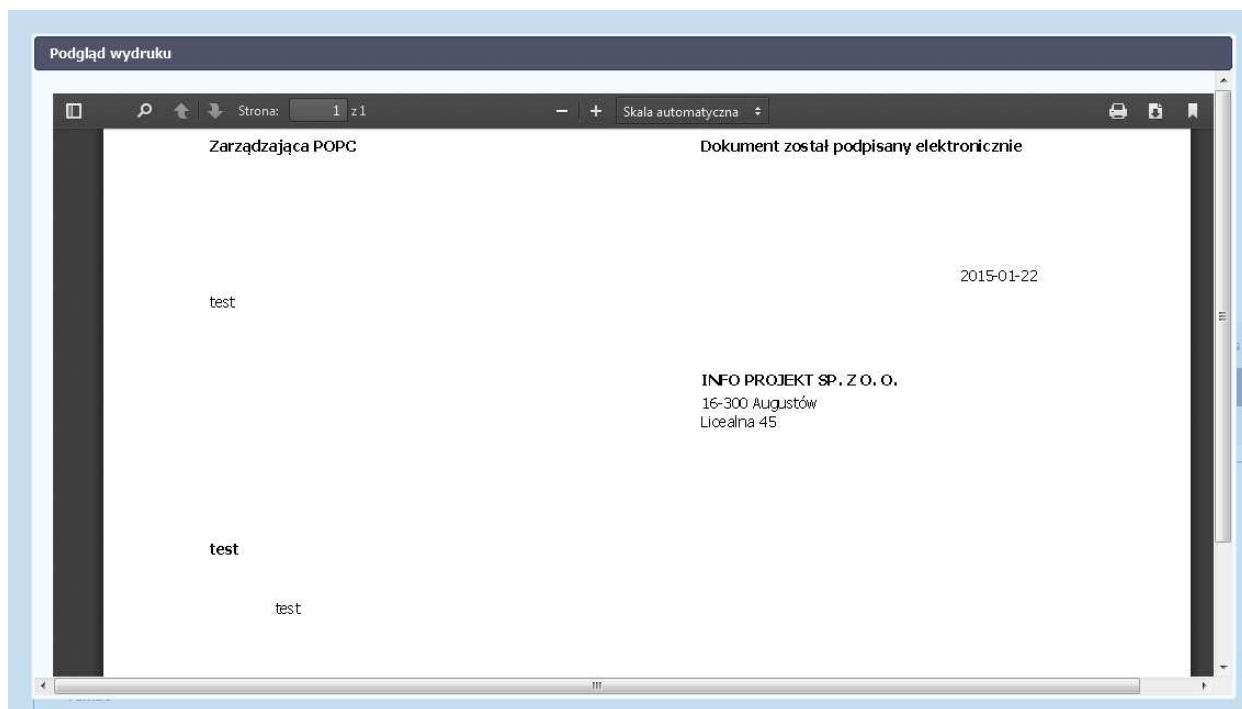 Podgląd wydruku
Strona: 1 z 1 Skala automatyczna
Zarządzająca POPC Dokument został podpisany elektronicznie
2015-01-22
test
INFO PROJEKT SP. Z O. O.
16-300 Augustów
Licealna 45
test
test